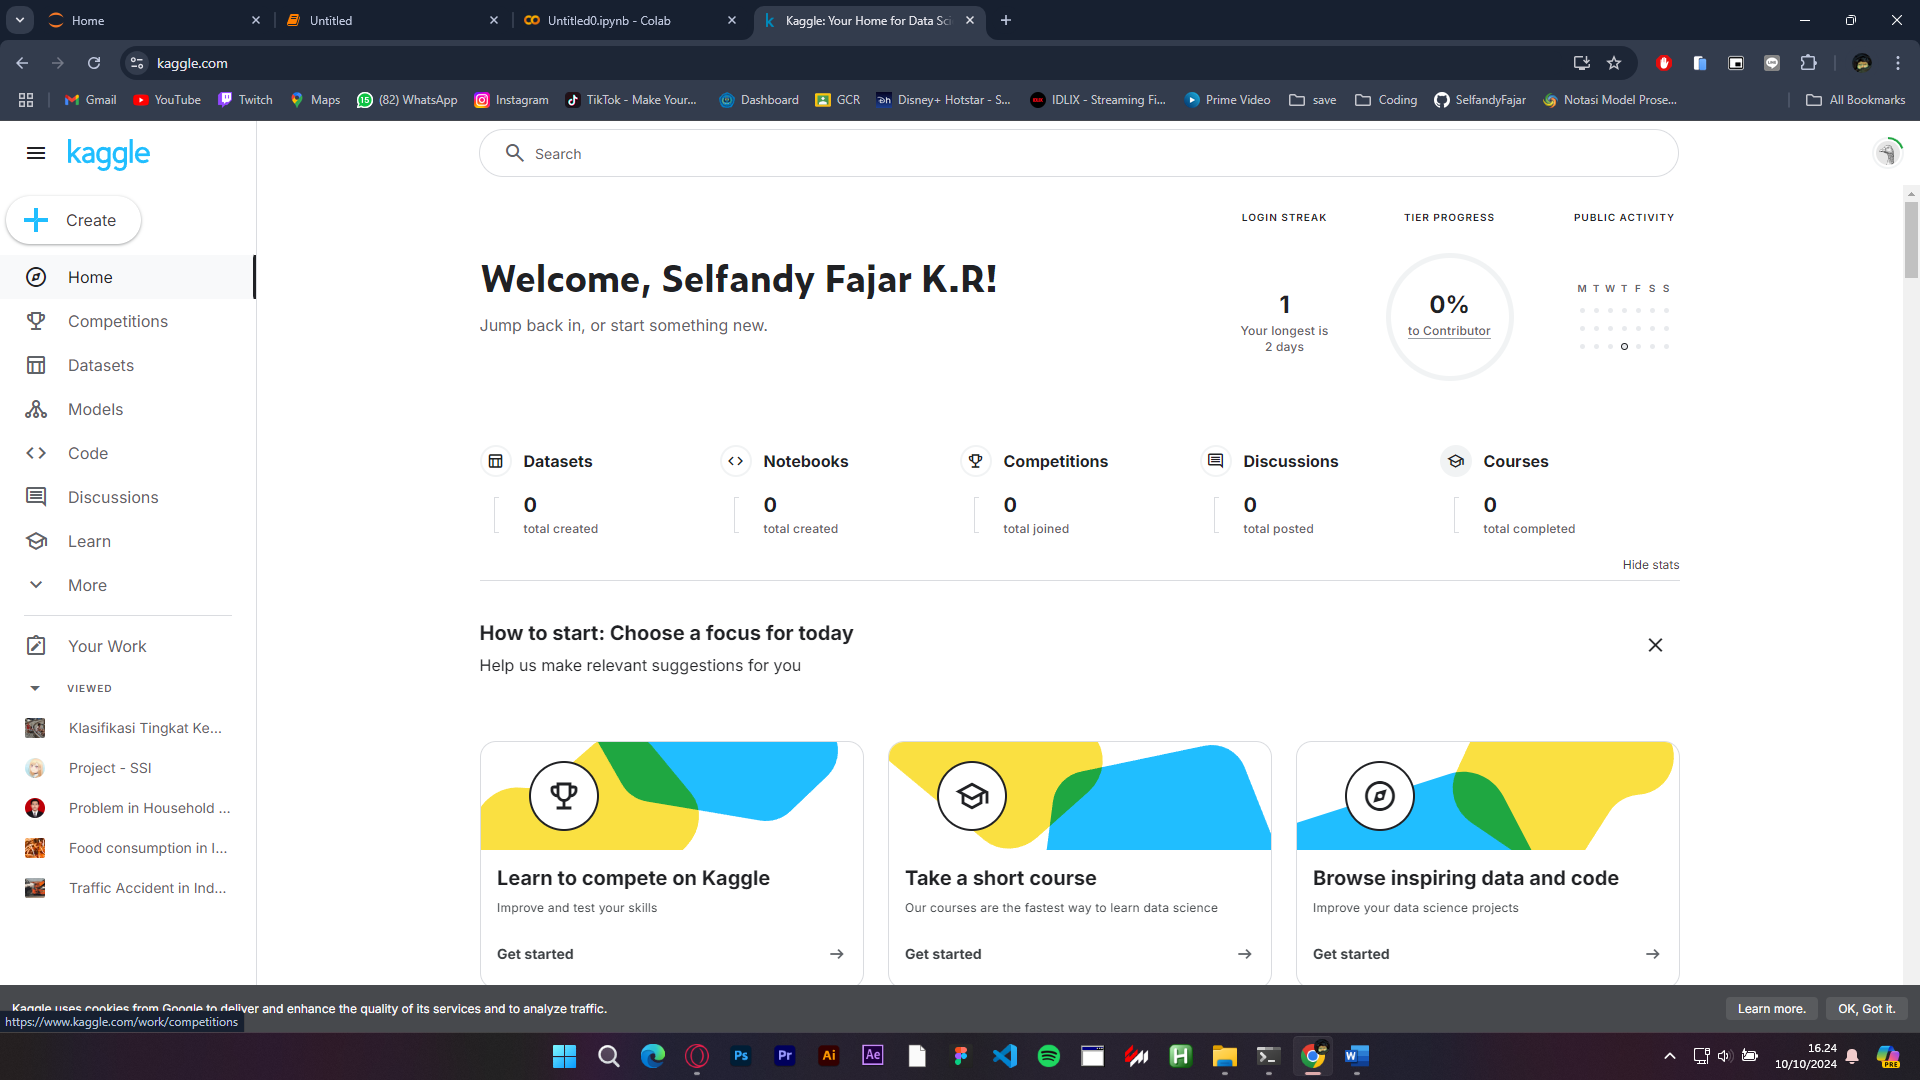 Home
Untitled
Untitled0.ipynb - Colab
Kaggle: Your Home for Data Sci
kaggle.com
Gmail
YouTube
Twitch
Maps
(82) WhatsApp
Instagram
TikTok - Make Your...
Dashboard
GCR
Disney+ Hotstar - S...
IDLIX - Streaming Fi...
Prime Video
save
Coding
SelfandyFajar
Notasi Model Prose...
All Bookmarks
kaggle
Search
Create
Home
Competitions
Datasets
Models
Code
Discussions
Learn
More
Your Work
VIEWED
Klasifikasi Tingkat Ke...
Project - SSI
Problem in Household ...
Food consumption in I...
Traffic Accident in Ind...
Welcome, Selfandy Fajar K.R!
Jump back in, or start something new.
LOGIN STREAK
1
Your longest is
2 days
TIER PROGRESS
0%
to Contributor
PUBLIC ACTIVITY
M T W T F S S
Datasets
0
total created
Notebooks
0
total created
Competitions
0
total joined
Discussions
0
total posted
Courses
0
total completed
Hide stats
How to start: Choose a focus for today
Help us make relevant suggestions for you
Learn to compete on Kaggle
Improve and test your skills
Get started
Take a short course
Our courses are the fastest way to learn data science
Get started
Browse inspiring data and code
Improve your data science projects
Get started
Kaggle uses cookies from Google to deliver and enhance the quality of its services and to analyze traffic.
Learn more.
OK, Got it.
https://www.kaggle.com/work/competitions
Ps
Pr
Ai
Ae
H
W
16.24
10/10/2024
PRE